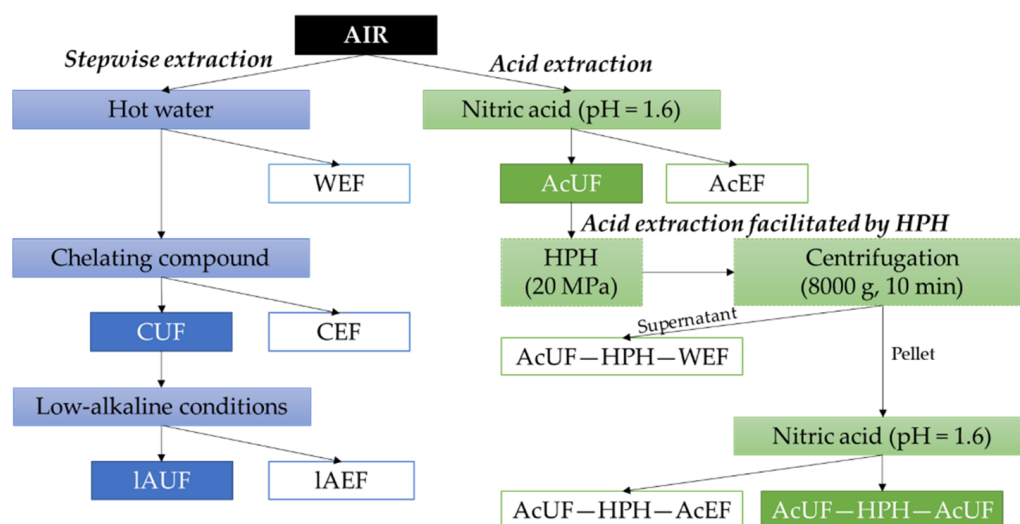 AIR
Stepwise extraction
Acid extraction
Hot water
Nitric acid (pH = 1.6)
WEF
AcUF
AcEF
Acid extraction facilitated by HPH
Chelating compound
HPH
(20 MPa)
Centrifugation
(8000 g, 10 min)
CUF
CEF
Supernatant
AcUF—HPH—WEF
Pellet
Low-alkaline conditions
Nitric acid (pH = 1.6)
lAUF
lAEF
AcUF—HPH—AcEF
AcUF—HPH—AcUF